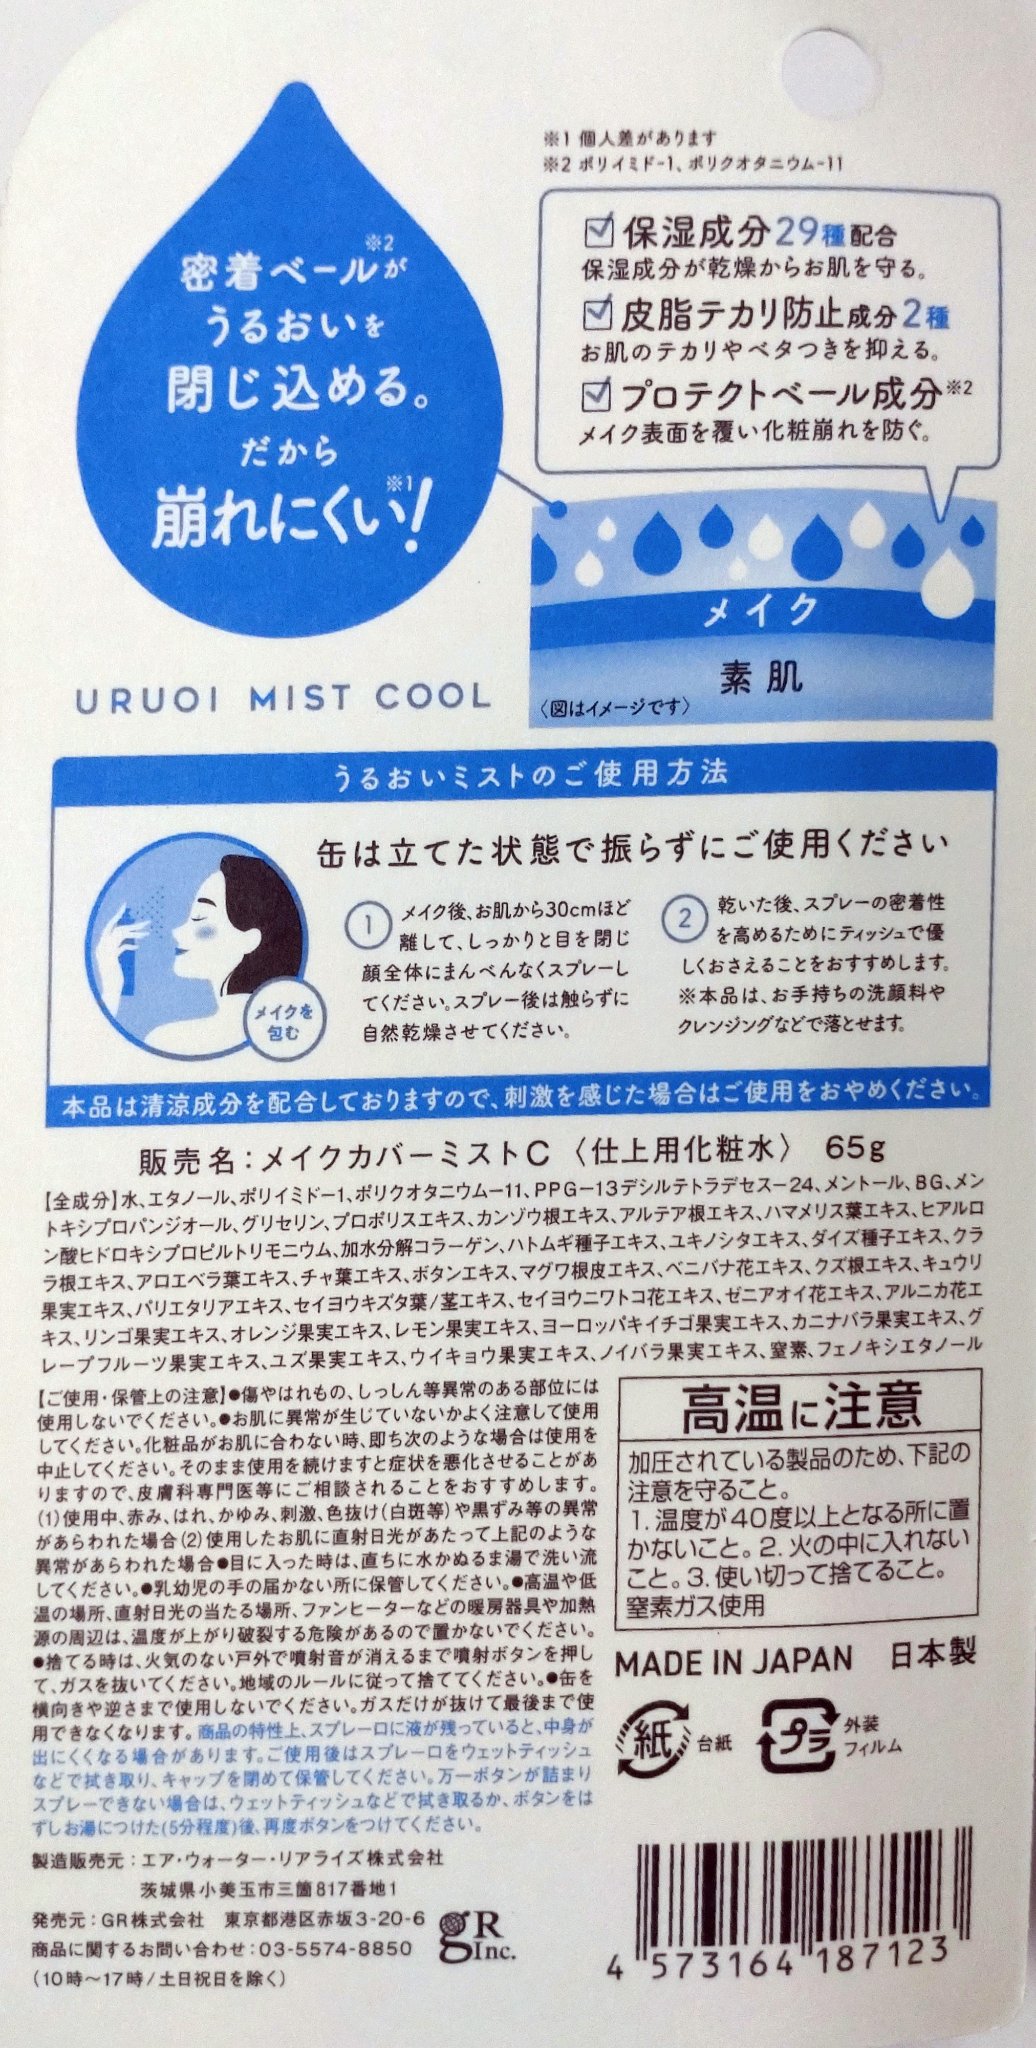 ※1 個人差があります
※2 ポリイミド-1、ポリクオタニウム-11
密着ベール※2が
うるおいを
閉じ込める。
だから
崩れにくい※1!
URUOI MIST COOL
保湿成分29種配合
保湿成分が乾燥からお肌を守る。
皮脂テカリ防止成分2種
お肌のテカリやベタつきを抑える。
プロテクトベール成分※2
メイク表面を覆い化粧崩れを防ぐ。
メイク
素肌
〈図はイメージです〉
うるおいミストのご使用方法
缶は立てた状態で振らずにご使用ください
メイクを
包む
1 メイク後、お肌から30cmほど
離して、しっかりと目を閉じ
顔全体にまんべんなくスプレーし
てください。スプレー後は触らずに
自然乾燥させてください。
2 乾いた後、スプレーの密着性
を高めるためにティッシュで優
しくおさえることをおすすめします。
※本品は、お手持ちの洗顔料や
クレンジングなどで落とせます。
本品は清涼成分を配合しておりますので、刺激を感じた場合はご使用をおやめください。
販売名：メイクカバーミストC 〈仕上用化粧水〉 65g
【全成分】水、エタノール、ポリイミド－1、ポリクオタニウム－11、PPG－13デシルテトラデセス－24、メントール、BG、メン
トキシプロパンジオール、グリセリン、プロポリスエキス、カンゾウ根エキス、アルテア根エキス、ハマメリス葉エキス、ヒアルロ
ン酸ヒドロキシプロピルトリモニウム、加水分解コラーゲン、ハトムギ種子エキス、ユキノシタエキス、ダイズ種子エキス、クラ
ラ根エキス、アロエベラ葉エキス、チャ葉エキス、ボタンエキス、マグワ根皮エキス、ベニバナ花エキス、クズ根エキス、キュウリ
果実エキス、パリエタリアエキス、セイヨウキズタ葉/茎エキス、セイヨウニワトコ花エキス、ゼニアオイ花エキス、アルニカ花エ
キス、リンゴ果実エキス、オレンジ果実エキス、レモン果実エキス、ヨーロッパキイチゴ果実エキス、カニナバラ果実エキス、グ
レープフルーツ果実エキス、ユズ果実エキス、ウイキョウ果実エキス、ノイバラ果実エキス、窒素、フェノキシエタノール
【ご使用・保管上の注意】●傷やはれもの、しっしん等異常のある部位には
使用しないでください。●お肌に異常が生じていないかよく注意して使用
してください。化粧品がお肌に合わない時、即ち次のような場合は使用を
中止してください。そのまま使用を続けますと症状を悪化させることがあ
りますので、皮膚科専門医等にご相談されることをおすすめします。
(1)使用中、赤み、はれ、かゆみ、刺激、色抜け(白斑等)や黒ずみ等の異常
があらわれた場合(2)使用したお肌に直射日光があたって上記のような
異常があらわれた場合●目に入った時は、直ちに水かぬるま湯で洗い流
してください。●乳幼児の手の届かない所に保管してください。●高温や低
温の場所、直射日光の当たる場所、ファンヒーターなどの暖房器具や加熱
源の周辺は、温度が上がり破裂する危険があるので置かないでください。
●捨てる時は、火気のない戸外で噴射音が消えるまで噴射ボタンを押し
て、ガスを抜いてください。地域のルールに従って捨ててください。●缶を
横向きや逆さまで使用しないでください。ガスだけが抜けて最後まで使
用できなくなります。商品の特性上、スプレー口に液が残っていると、中身が
出にくくなる場合があります。ご使用後はスプレー口をウェットティッシュ
などで拭き取り、キャップを閉めて保管してください。万一ボタンが詰まり
スプレーできない場合は、ウェットティッシュなどで拭き取るか、ボタンをは
ずしお湯につけた(5分程度)後、再度ボタンをつけてください。
高温に注意
加圧されている製品のため、下記の
注意を守ること。
1. 温度が40度以上となる所に置
かないこと。2. 火の中に入れない
こと。3. 使い切って捨てること。
窒素ガス使用
MADE IN JAPAN 日本製
紙 台紙
プラ 外装
フィルム
製造販売元：エア・ウォーター・リアライズ株式会社
茨城県小美玉市三箇817番地1
発売元：GR株式会社 東京都港区赤坂3-20-6
商品に関するお問い合わせ：03-5574-8850
(10時～17時/土日祝日を除く)
gR
Inc.
4 573164 187123